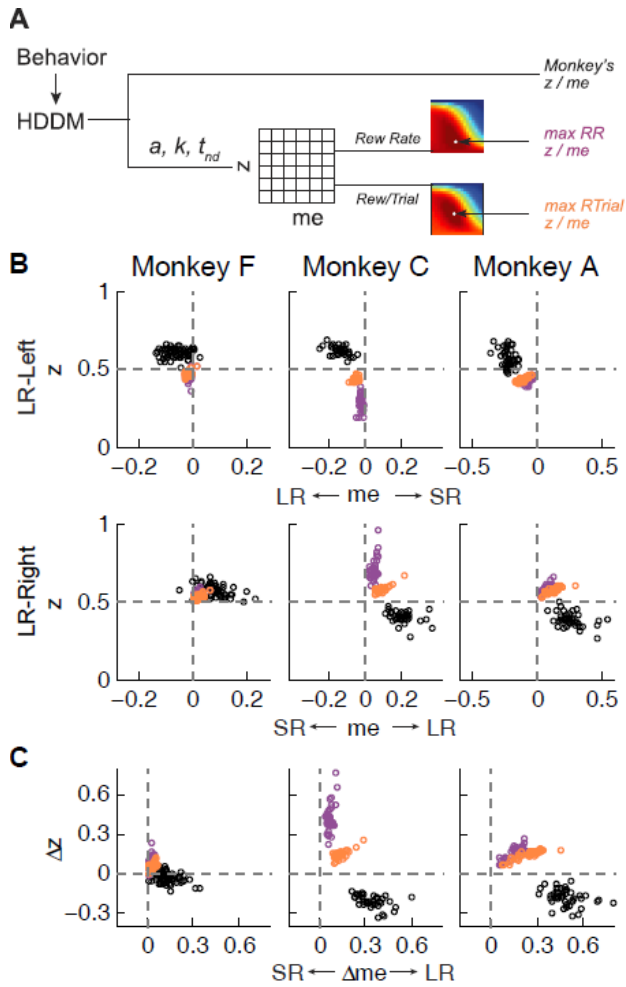 A
Behavior
HDDM
Monkey's
z / me
a, k, tnd
z
me
Rew Rate
Rew/Trial
max RR
z / me
max RTrial
z / me
B
Monkey F Monkey C Monkey A
LR-Left
z
1
0.5
0
-0.2 0 0.2 -0.2 0 0.2 -0.5 0 0.5
LR ← me → SR
LR-Right
z
1
0.5
0
-0.2 0 0.2 -0.2 0 0.2 -0.5 0 0.5
SR ← me → LR
C
Δz
0.6
0.3
0
-0.3
0 0.3 0.6 0 0.3 0.6 0 0.3 0.6
SR ← Δme → LR